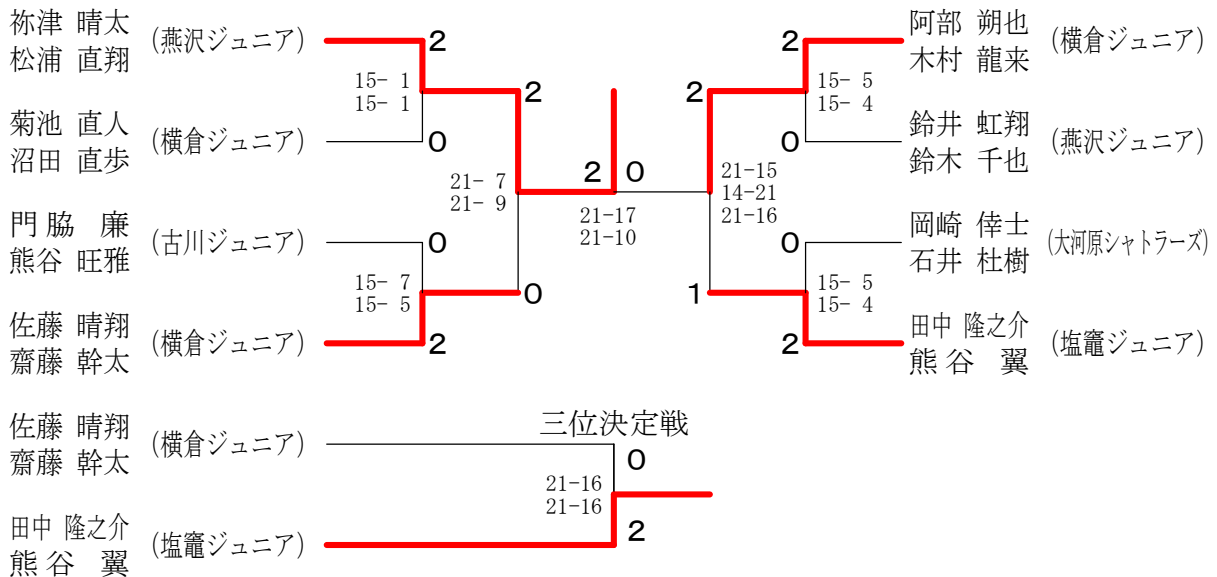 祢津 晴太
松浦 直翔
(燕沢ジュニア)
2
15- 1
15- 1
菊池 直人
沼田 直歩
(横倉ジュニア)
0
2
21- 7
21- 9
門脇 廉
熊谷 旺雅
(古川ジュニア)
0
15- 7
15- 5
佐藤 晴翔
齋藤 幹太
(横倉ジュニア)
2
0
2 0
21-17
21-10
阿部 朔也
木村 龍来
(横倉ジュニア)
2
15- 5
15- 4
鈴井 虹翔
鈴木 千也
(燕沢ジュニア)
0
2
21-15
14-21
21-16
岡崎 倖士
石井 杜樹
(大河原シャトラーズ)
0
15- 5
15- 4
田中 隆之介
熊谷 翼
(塩竈ジュニア)
2
1
三位決定戦
佐藤 晴翔
齋藤 幹太
(横倉ジュニア)
0
21-16
21-16
田中 隆之介
熊谷 翼
(塩竈ジュニア)
2